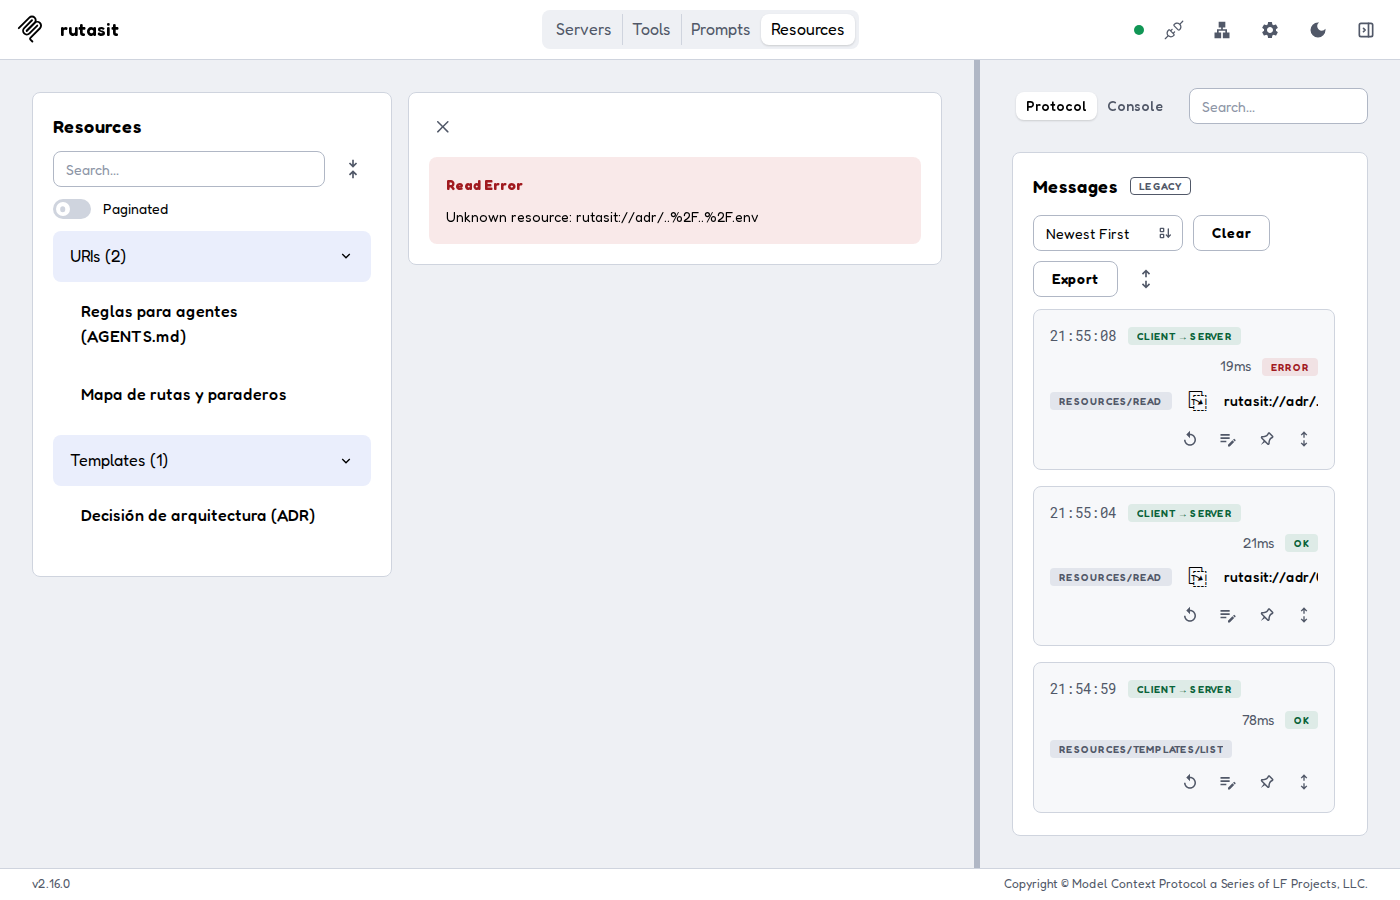 rutasit
Servers
Tools
Prompts
Resources
Resources
Search...
Paginated
URIs (2)
Reglas para agentes
(AGENTS.md)
Mapa de rutas y paraderos
Templates (1)
Decisión de arquitectura (ADR)
Read Error
Unknown resource: rutasit://adr/..%2F..%2F.env
Protocol
Console
Search...
Messages
LEGACY
Newest First
Clear
Export
21:55:08
CLIENT → SERVER
19ms
ERROR
RESOURCES/READ
rutasit://adr/.
21:55:04
CLIENT → SERVER
21ms
OK
RESOURCES/READ
rutasit://adr/
21:54:59
CLIENT → SERVER
78ms
OK
RESOURCES/TEMPLATES/LIST
v2.16.0
Copyright © Model Context Protocol a Series of LF Projects, LLC.